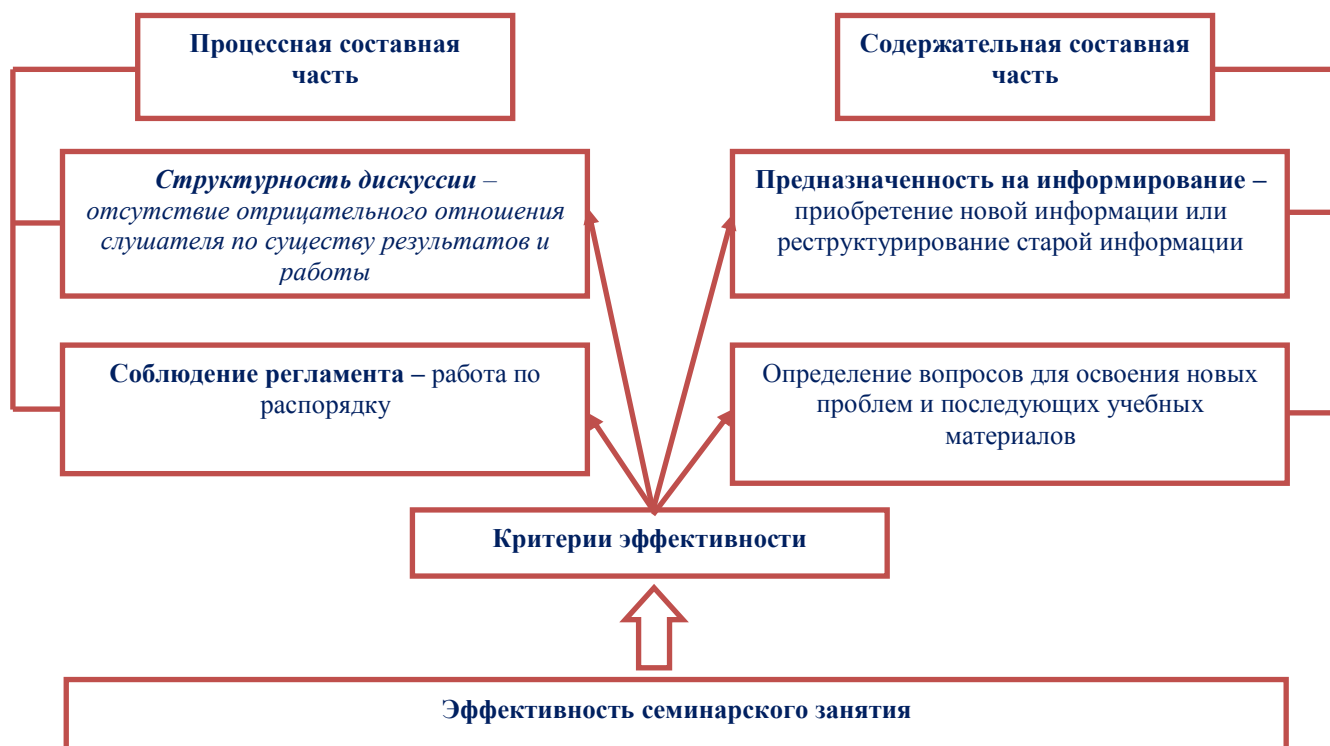 Процессная составная
часть
Содержательная составная
часть
Структурность дискуссии –
отсутствие отрицательного отношения
слушателя по существу результатов и
работы
Предназначенность на информирование –
приобретение новой информации или
реструктурирование старой информации
Соблюдение регламента – работа по
распорядку
Определение вопросов для освоения новых
проблем и последующих учебных
материалов
Критерии эффективности
Эффективность семинарского занятия